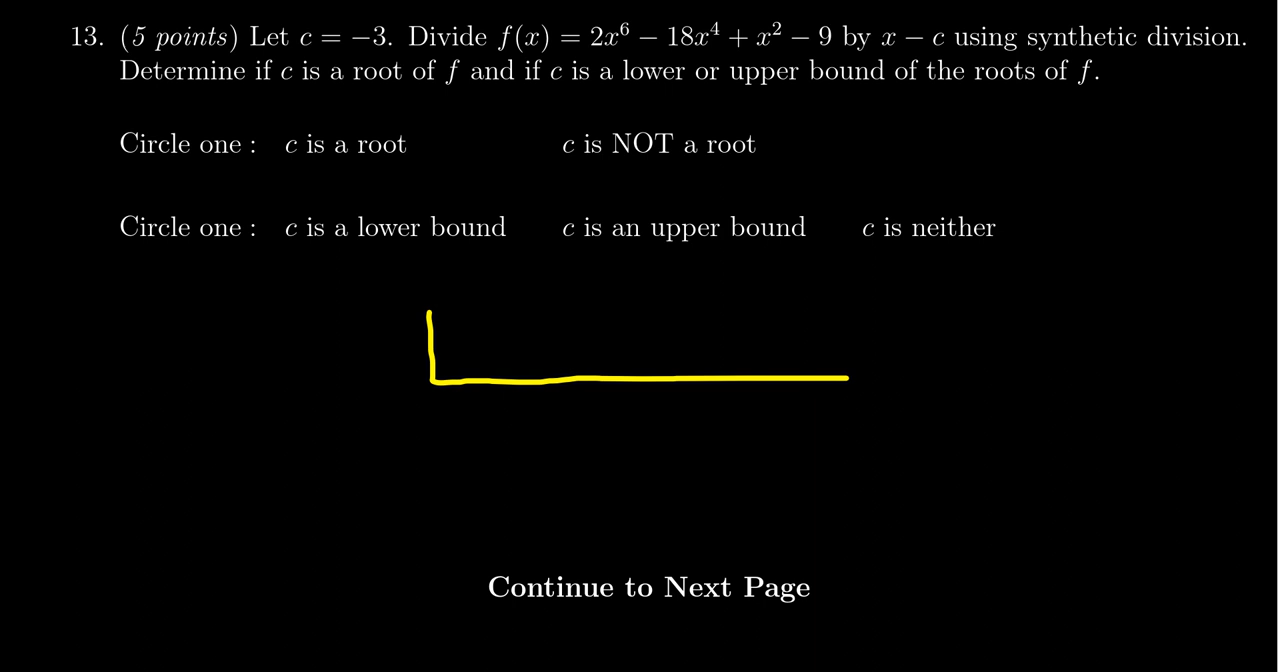 13. (5 points) Let c = −3. Divide f(x) = 2x⁶ − 18x⁴ + x² − 9 by x − c using synthetic division.
Determine if c is a root of f and if c is a lower or upper bound of the roots of f.
Circle one : c is a root c is NOT a root
Circle one : c is a lower bound c is an upper bound c is neither
Continue to Next Page